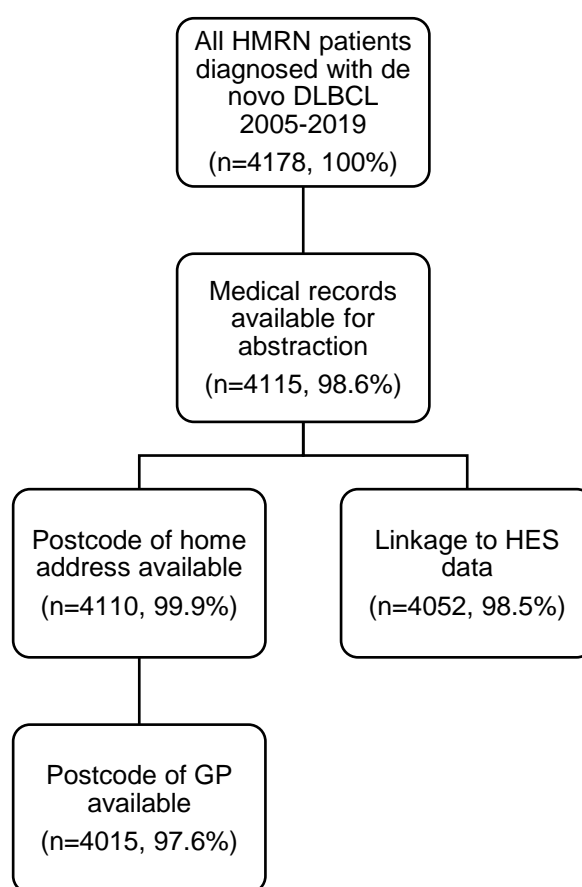 All HMRN patients
diagnosed with de
novo DLBCL
2005-2019
(n=4178, 100%)
Medical records
available for
abstraction
(n=4115, 98.6%)
Postcode of home
address available
(n=4110, 99.9%)
Linkage to HES
data
(n=4052, 98.5%)
Postcode of GP
available
(n=4015, 97.6%)